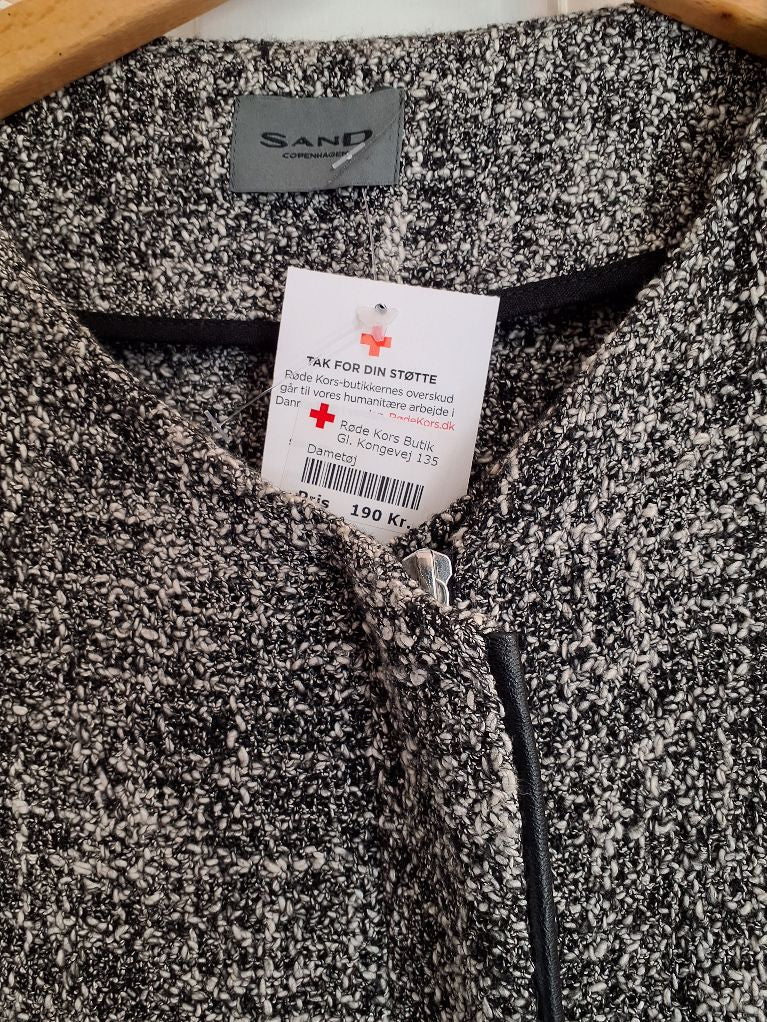 SAND
COPENHAGEN
TAK FOR DIN STØTTE
Røde Kors-butikkernes overskud
går til vores humanitære arbejde i
RødeKors.dk
Røde Kors Butik
Gl. Kongevej 135
Dametøj
Pris 190 Kr.